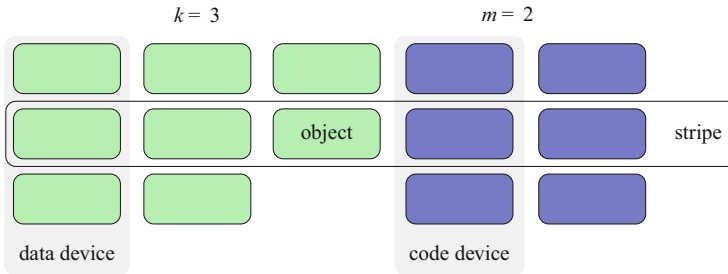 k = 3
m = 2
object
stripe
data device
code device